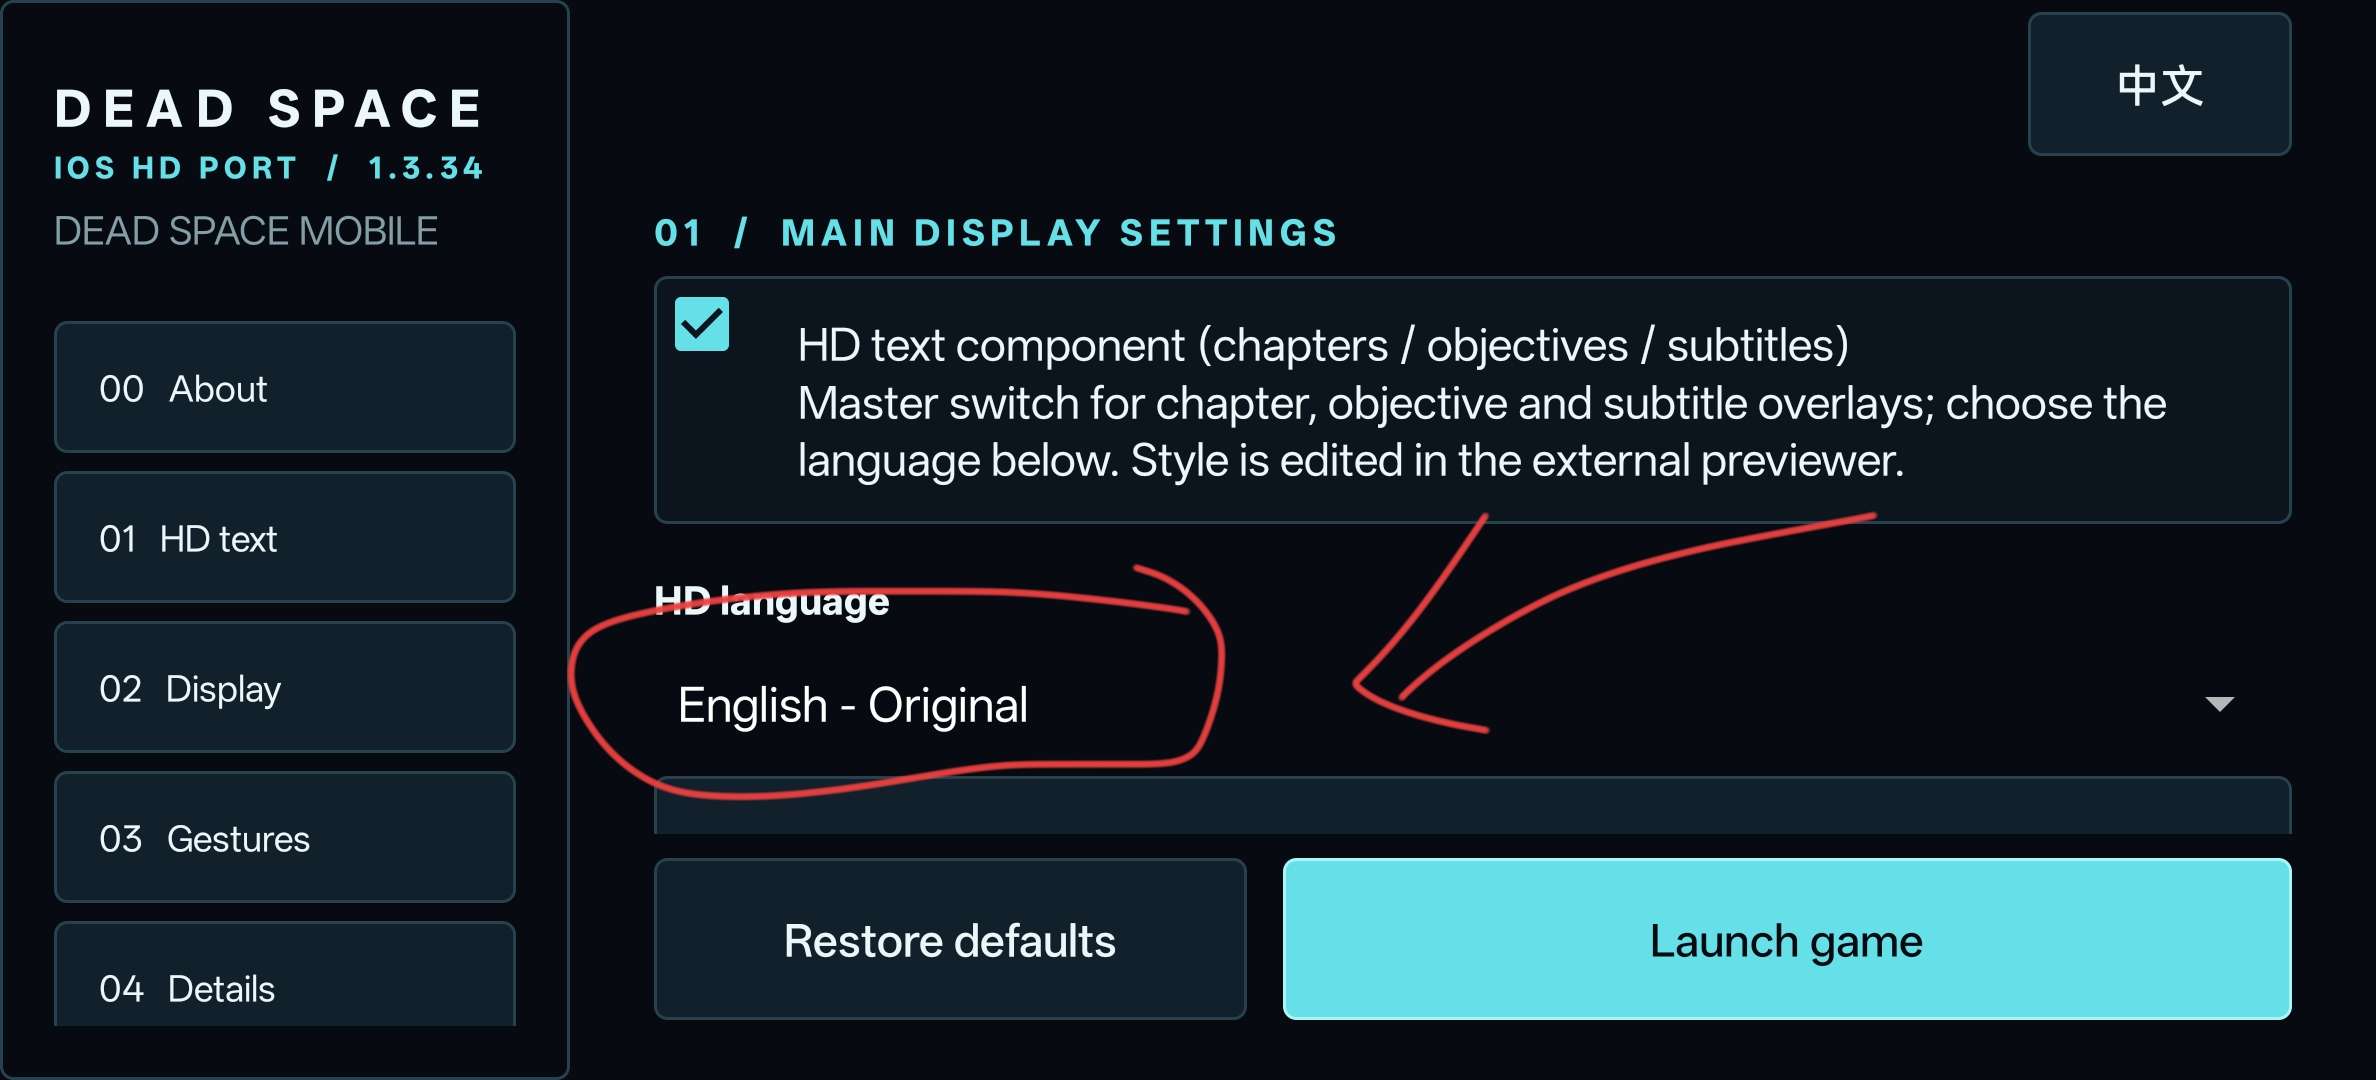 DEAD SPACE
IOS HD PORT / 1.3.34
DEAD SPACE MOBILE
00 About
01 HD text
02 Display
03 Gestures
04 Details
中文
01 / MAIN DISPLAY SETTINGS
HD text component (chapters / objectives / subtitles)
Master switch for chapter, objective and subtitle overlays; choose the
language below. Style is edited in the external previewer.
HD language
English - Original
Restore defaults
Launch game